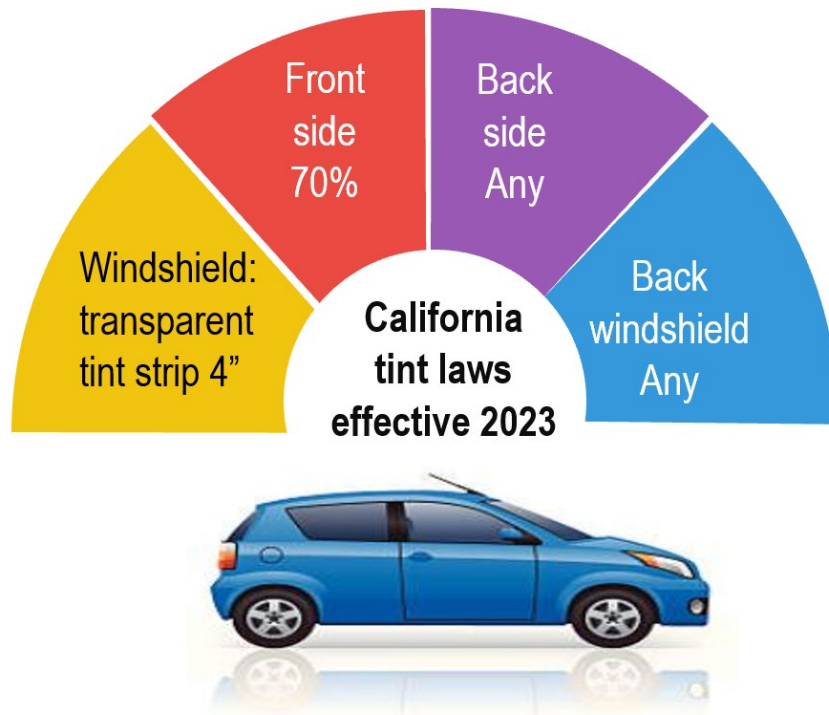 Windshield:
transparent
tint strip 4”
Front
side
70%
Back
side
Any
Back
windshield
Any
California
tint laws
effective 2023